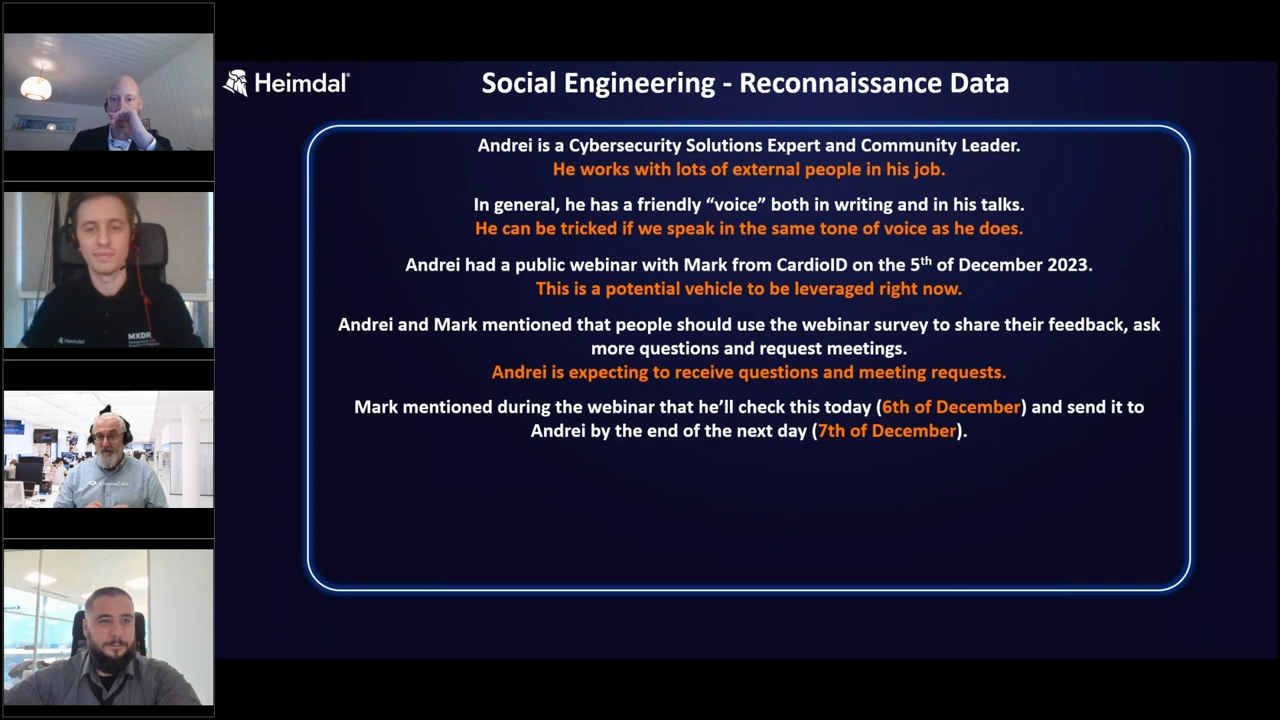 Heimdal®
Social Engineering - Reconnaissance Data
Andrei is a Cybersecurity Solutions Expert and Community Leader.
He works with lots of external people in his job.
In general, he has a friendly “voice” both in writing and in his talks.
He can be tricked if we speak in the same tone of voice as he does.
Andrei had a public webinar with Mark from CardioID on the 5th of December 2023.
This is a potential vehicle to be leveraged right now.
Andrei and Mark mentioned that people should use the webinar survey to share their feedback, ask
more questions and request meetings.
Andrei is expecting to receive questions and meeting requests.
Mark mentioned during the webinar that he’ll check this today (6th of December) and send it to
Andrei by the end of the next day (7th of December).
MXDR